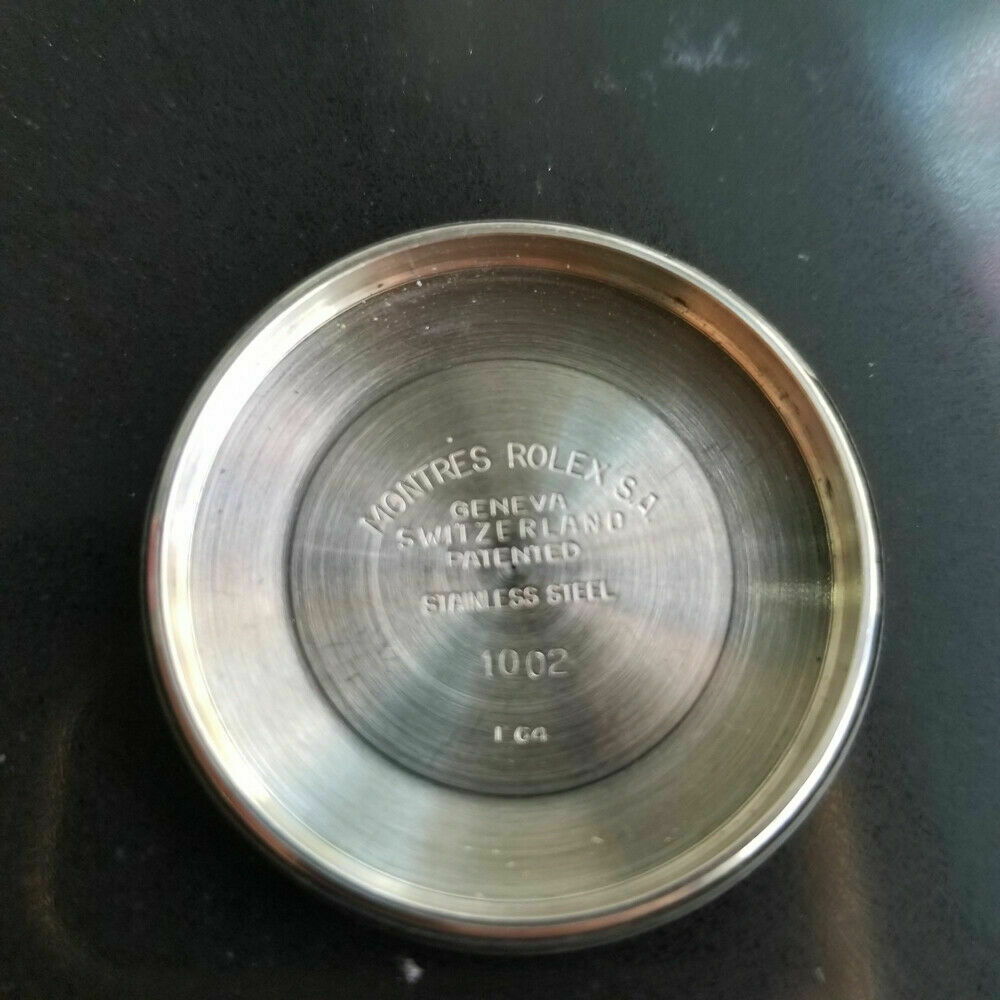 MONTRES ROLEX S.A.
GENEVA
SWITZERLAND
PATENTED
STAINLESS STEEL
1002
I 64